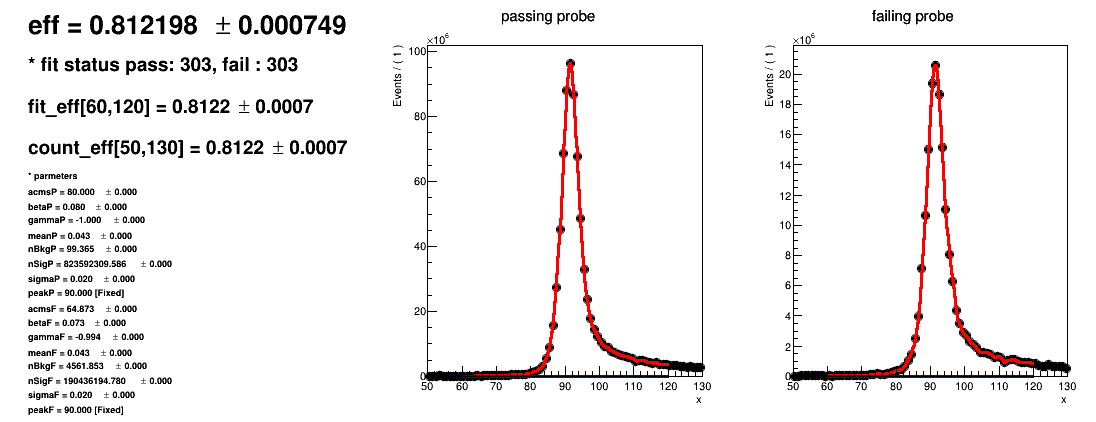 eff = 0.812198 ± 0.000749
* fit status pass: 303, fail : 303
fit_eff[60,120] = 0.8122 ± 0.0007
count_eff[50,130] = 0.8122 ± 0.0007
* parmeters
acmsP = 80.000 ± 0.000
betaP = 0.080 ± 0.000
gammaP = -1.000 ± 0.000
meanP = 0.043 ± 0.000
nBkgP = 99.365 ± 0.000
nSigP = 823592309.586 ± 0.000
sigmaP = 0.020 ± 0.000
peakP = 90.000 [Fixed]
acmsF = 64.873 ± 0.000
betaF = 0.073 ± 0.000
gammaF = -0.994 ± 0.000
meanF = 0.043 ± 0.000
nBkgF = 4561.853 ± 0.000
nSigF = 190436194.780 ± 0.000
sigmaF = 0.020 ± 0.000
peakF = 90.000 [Fixed]
passing probe
×10⁶
Events / ( 1 )
100
80
60
40
20
0
50 60 70 80 90 100 110 120 130
x
failing probe
×10⁶
Events / ( 1 )
20
18
16
14
12
10
8
6
4
2
0
50 60 70 80 90 100 110 120 130
x